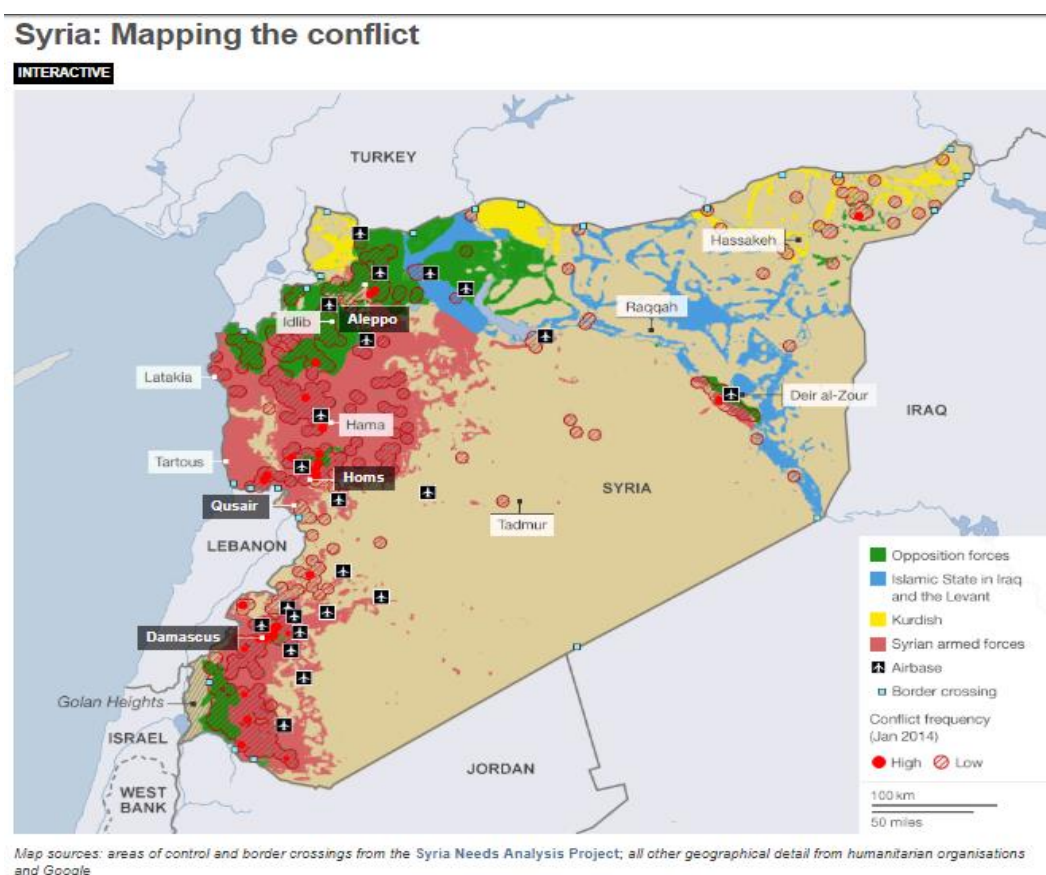 Syria: Mapping the conflict
INTERACTIVE
TURKEY
Hassakeh
Raqqah
Idlib
Aleppo
Latakia
Deir al-Zour
IRAQ
Hama
Tartous
Homs
SYRIA
Qusair
Tadmur
LEBANON
Opposition forces
Islamic State in Iraq
and the Levant
Kurdish
Damascus
Syrian armed forces
Airbase
Border crossing
Golan Heights
Conflict frequency
(Jan 2014)
ISRAEL
High
Low
JORDAN
WEST
BANK
100 km
50 miles
Map sources: areas of control and border crossings from the Syria Needs Analysis Project; all other geographical detail from humanitarian organisations
and Google